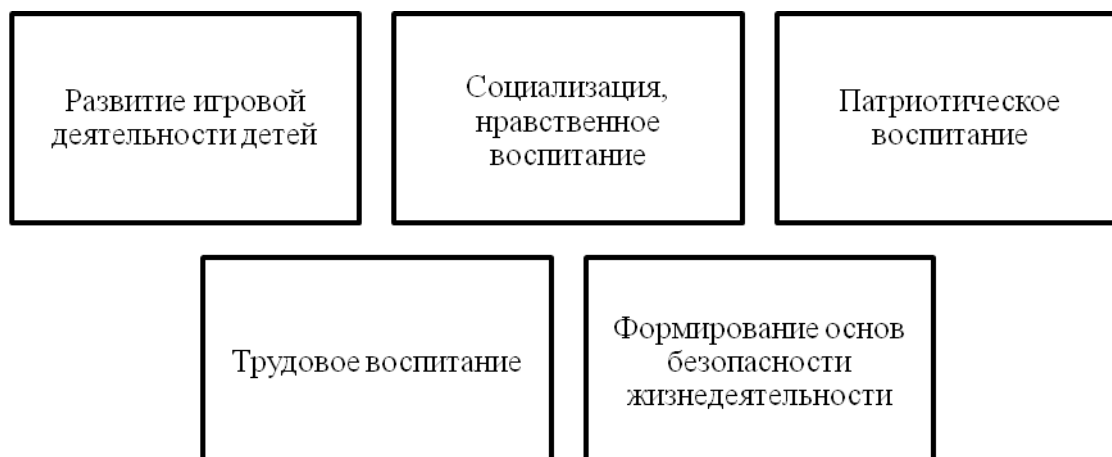 Развитие игровой
деятельности детей
Социализация,
нравственное
воспитание
Патриотическое
воспитание
Трудовое воспитание
Формирование основ
безопасности
жизнедеятельности